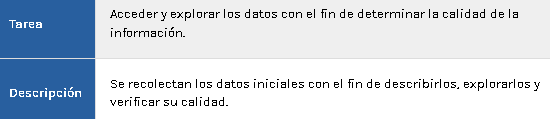 Tarea
Acceder y explorar los datos con el fin de determinar la calidad de la
información.
Descripción
Se recolectan los datos iniciales con el fin de describirlos, explorarlos y
verificar su calidad.